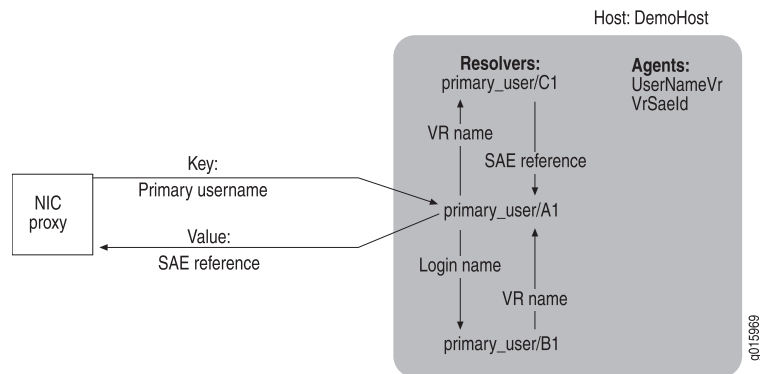 Host: DemoHost
Resolvers:
primary_user/C1
Agents:
UserNameVr
VrSaeId
VR name
SAE reference
Key:
Primary username
NIC
proxy
primary_user/A1
Value:
SAE reference
Login name
VR name
primary_user/B1
g015969